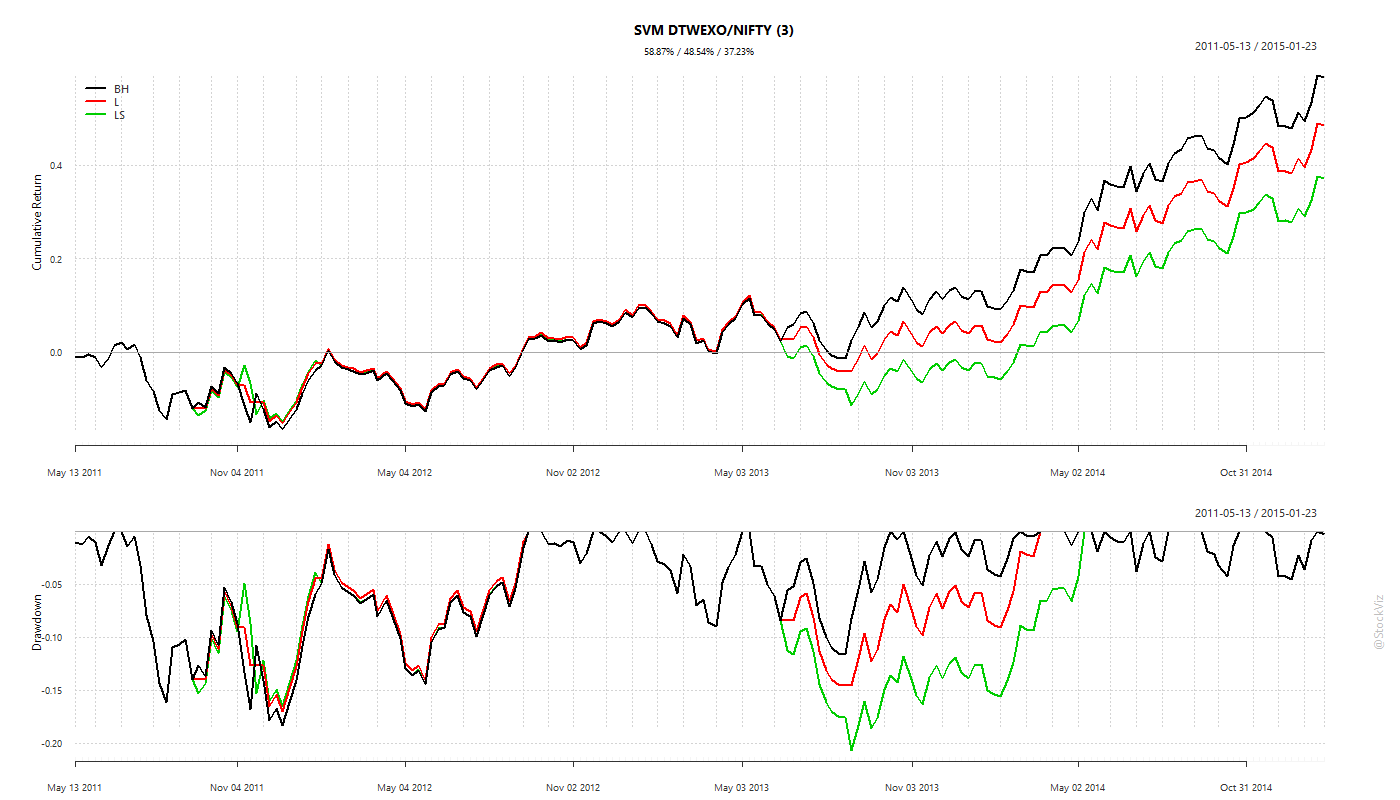 SVM DTWEXO/NIFTY (3)
58.87% / 48.54% / 37.23%
2011-05-13 / 2015-01-23
BH
L
LS
Cumulative Return
0.4
0.2
0.0
May 13 2011 Nov 04 2011 May 04 2012 Nov 02 2012 May 03 2013 Nov 03 2013 May 02 2014 Oct 31 2014
2011-05-13 / 2015-01-23
Drawdown
-0.05
-0.10
-0.15
-0.20
May 13 2011 Nov 04 2011 May 04 2012 Nov 02 2012 May 03 2013 Nov 03 2013 May 02 2014 Oct 31 2014
@StockViz